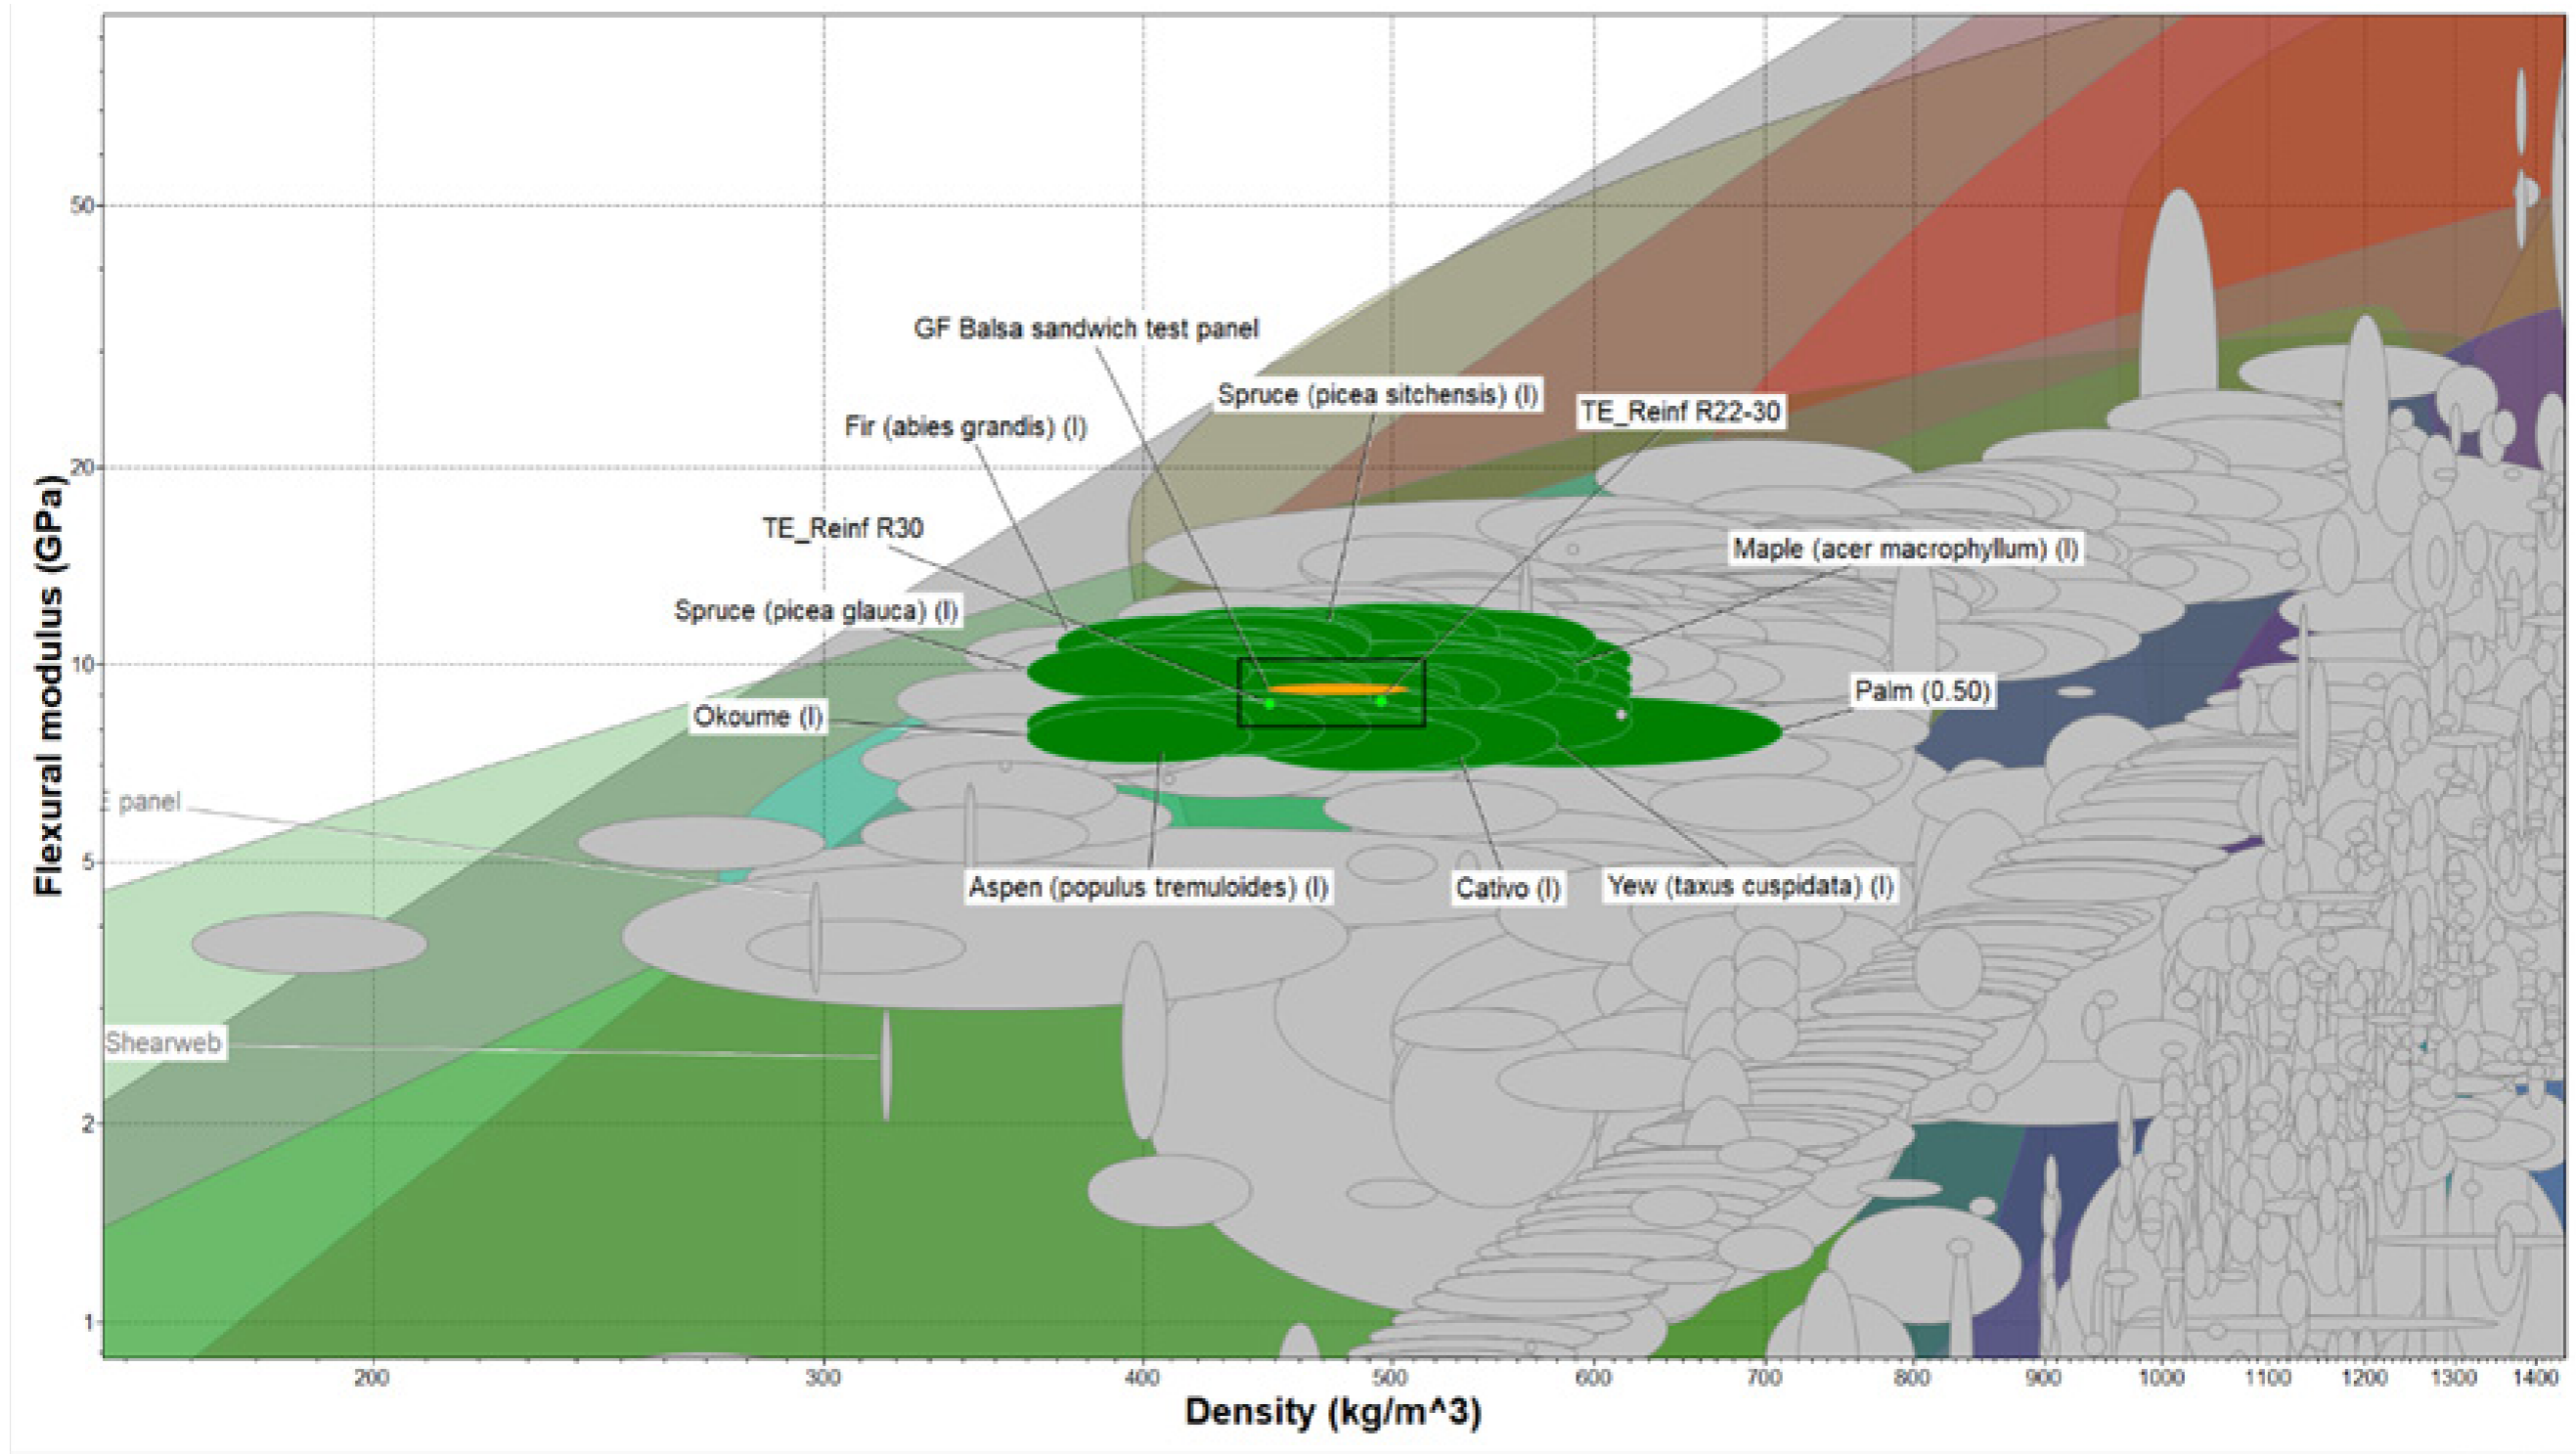 50
20
10
5
2
1
Flexural modulus (GPa)
GF Balsa sandwich test panel
Spruce (picea sitchensis) (l)
TE_Reinf R22-30
Fir (abies grandis) (l)
TE_Reinf R30
Maple (acer macrophyllum) (l)
Spruce (picea glauca) (l)
Palm (0.50)
Okoume (l)
panel
Aspen (populus tremuloides) (l)
Cativo (l)
Yew (taxus cuspidata) (l)
Shearweb
200 300 400 500 600 700 800 900 1000 1100 1200 1300 1400
Density (kg/m^3)